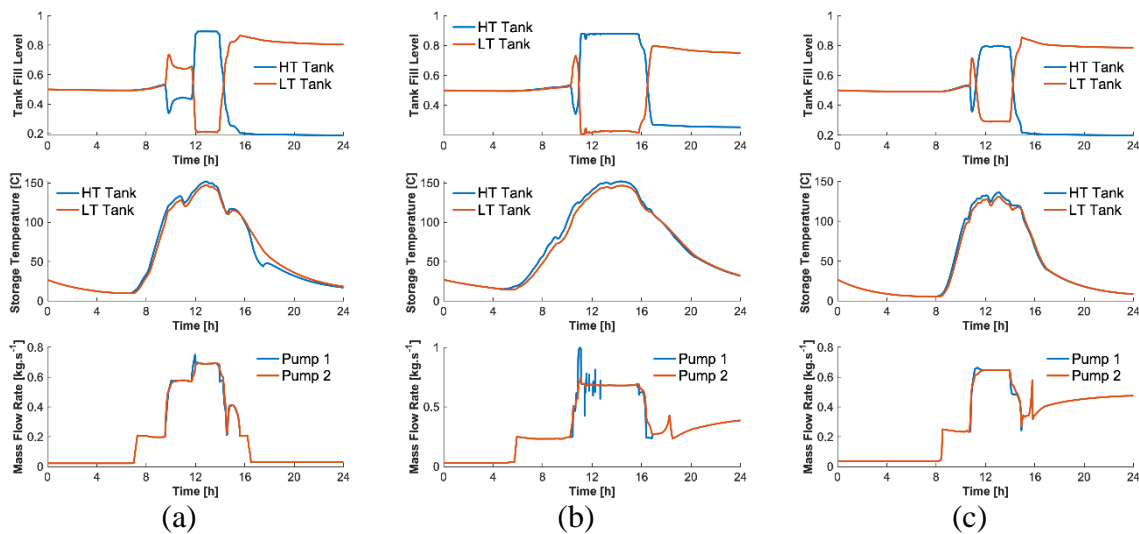 Tank Fill Level
1
0.8
0.6
0.4
0.2
HT Tank
LT Tank
0 4 8 12 16 20 24
Time [h]
Tank Fill Level
1
0.8
0.6
0.4
HT Tank
LT Tank
0 4 8 12 16 20 24
Time [h]
Tank Fill Level
1
0.8
0.6
0.4
0.2
HT Tank
LT Tank
0 4 8 12 16 20 24
Time [h]
Storage Temperature [C]
150
100
50
0
HT Tank
LT Tank
0 4 8 12 16 20 24
Time [h]
Storage Temperature [C]
150
100
50
0
HT Tank
LT Tank
0 4 8 12 16 20 24
Time [h]
Storage Temperature [C]
150
100
50
0
HT Tank
LT Tank
0 4 8 12 16 20 24
Time [h]
Mass Flow Rate [kg.s⁻¹]
0.8
0.6
0.4
0.2
0
Pump 1
Pump 2
0 4 8 12 16 20 24
Time [h]
Mass Flow Rate [kg.s⁻¹]
1
0.5
0
Pump 1
Pump 2
0 4 8 12 16 20 24
Time [h]
Mass Flow Rate [kg.s⁻¹]
0.8
0.6
0.4
0.2
0
Pump 1
Pump 2
0 4 8 12 16 20 24
Time [h]
(a)
(b)
(c)